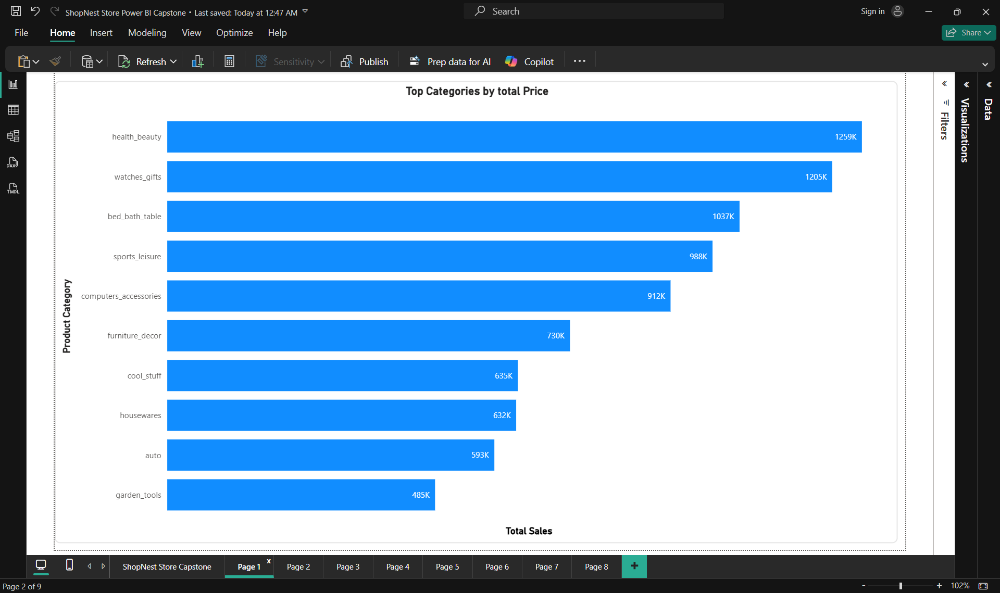 ShopNest Store Power BI Capstone • Last saved: Today at 12:47 AM
Search
Sign in
File
Home
Insert
Modeling
View
Optimize
Help
Share
Refresh
Sensitivity
Publish
Prep data for AI
Copilot
DAX
TMDL
Top Categories by total Price
Product Category
health_beauty 1259K
watches_gifts 1205K
bed_bath_table 1037K
sports_leisure 988K
computers_accessories 912K
furniture_decor 730K
cool_stuff 635K
housewares 632K
auto 593K
garden_tools 485K
Total Sales
Filters
Visualizations
Data
ShopNest Store Capstone
Page 1 x
Page 2
Page 3
Page 4
Page 5
Page 6
Page 7
Page 8
+
Page 2 of 9
- + 102%